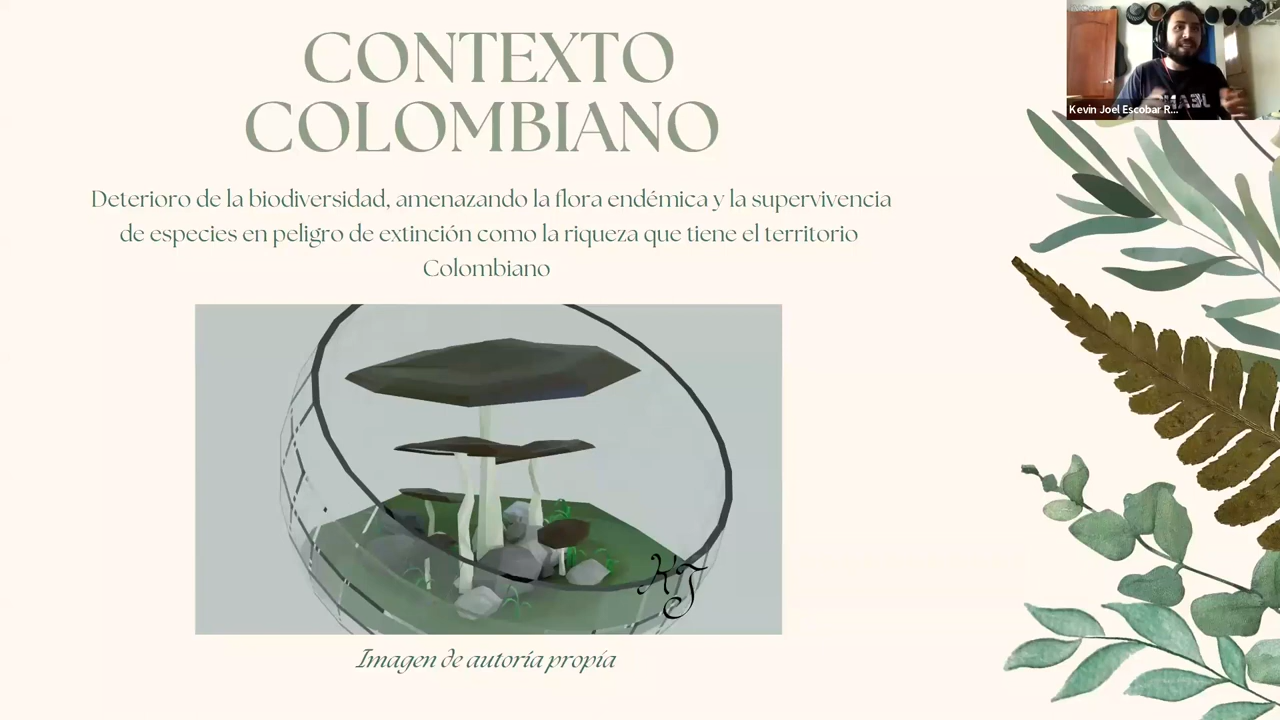 CONTEXTO
COLOMBIANO
Deterioro de la biodiversidad, amenazando la flora endémica y la supervivencia
de especies en peligro de extinción como la riqueza que tiene el territorio
Colombiano
KJ
Imagen de autoría propia
Kevin Joel Escobar R...